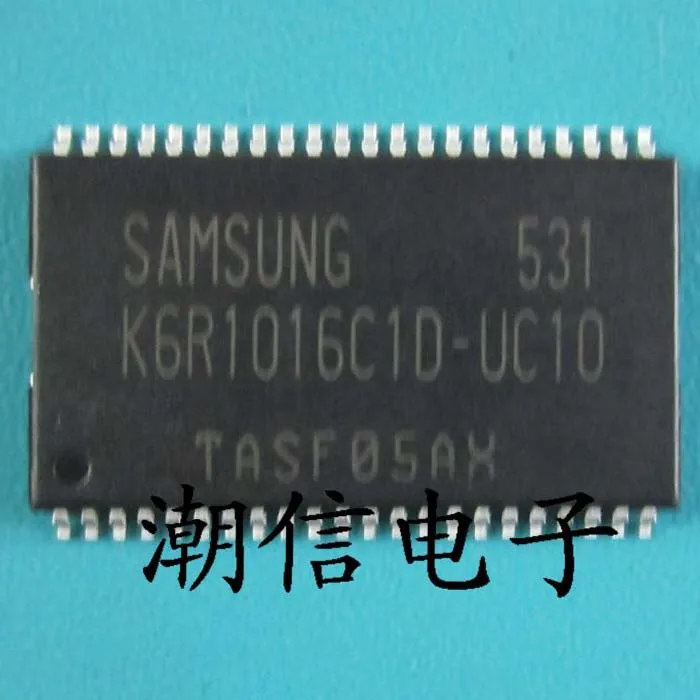 SAMSUNG 531
K6R1016C1D-UC10
TASF05AX
潮信电子